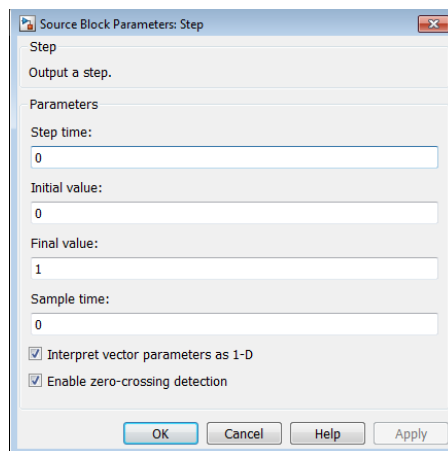 Source Block Parameters: Step
Step
Output a step.
Parameters
Step time:
0
Initial value:
0
Final value:
1
Sample time:
0
Interpret vector parameters as 1-D
Enable zero-crossing detection
OK Cancel Help Apply